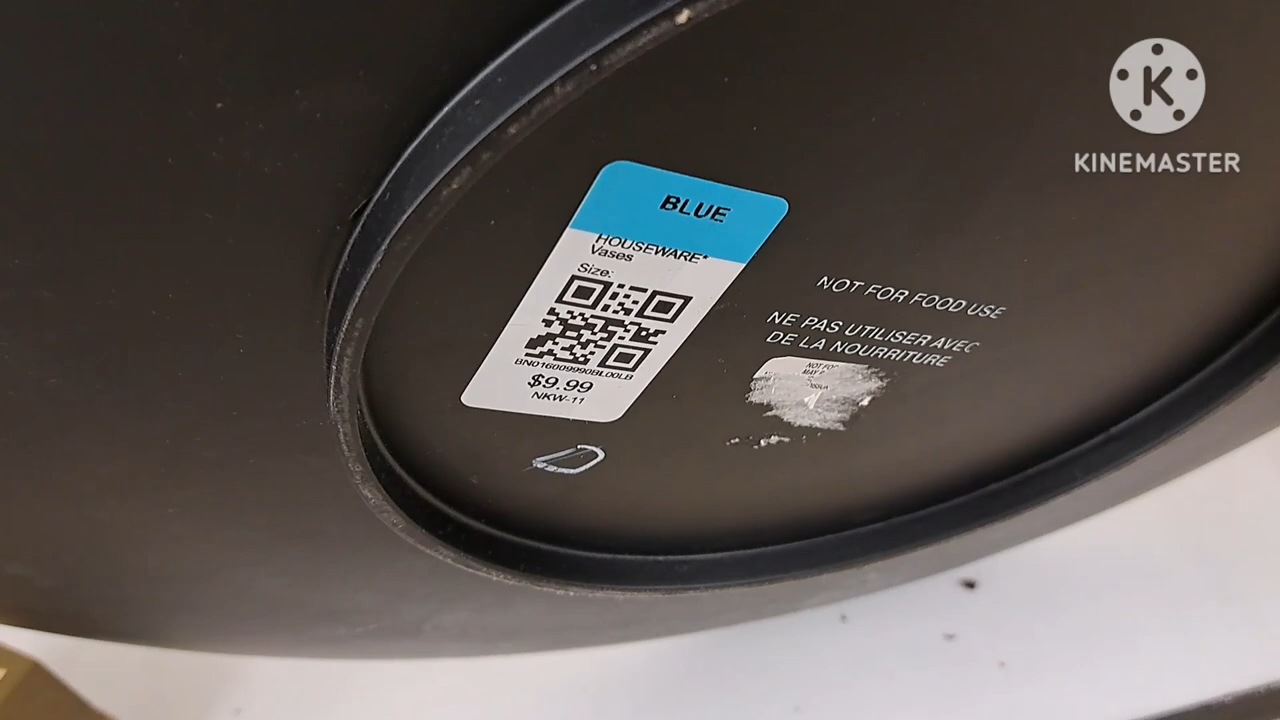 KINEMASTER
BLUE
HOUSEWARE*
Vases
Size:
BN016009990BL00LB
$9.99
NKW-11
NOT FOR FOOD USE
NE PAS UTILISER AVEC
DE LA NOURRITURE